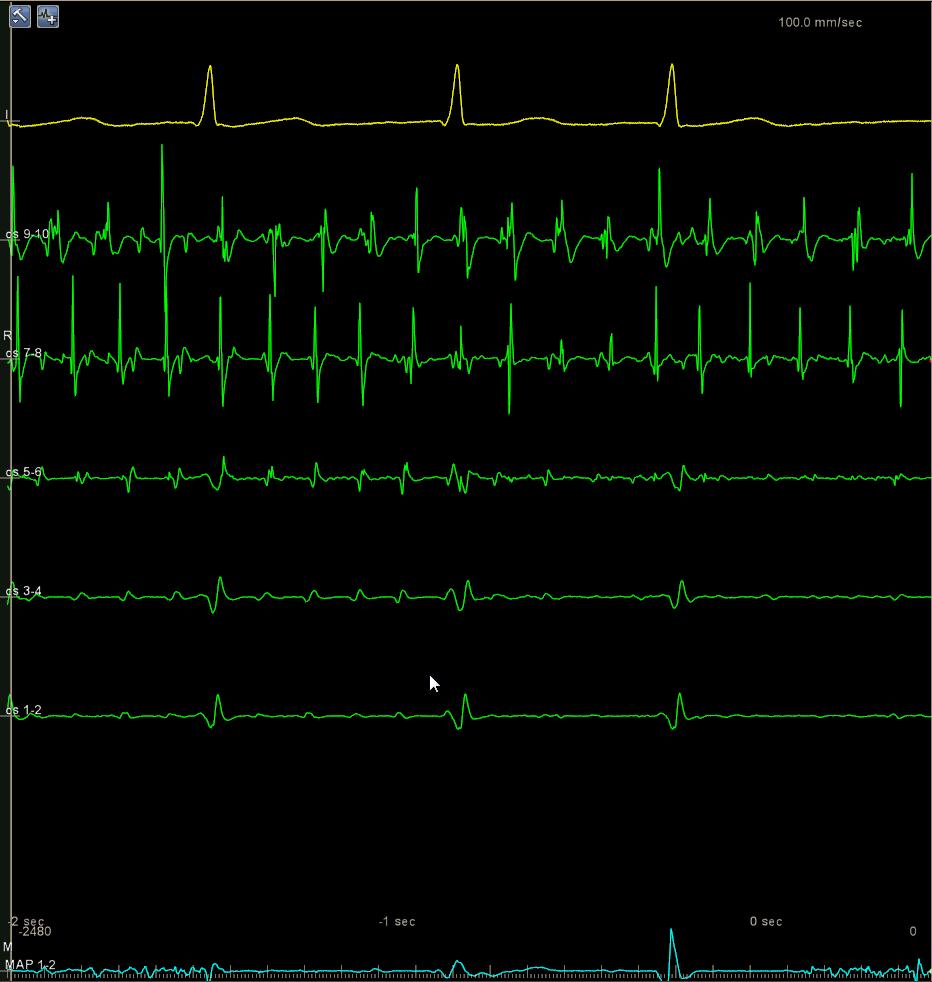 100.0 mm/sec
I
cs 9-10
R
cs 7-8
cs 5-6
cs 3-4
cs 1-2
-2 sec
-1 sec
0 sec
-2480
0
M
MAP 1-2